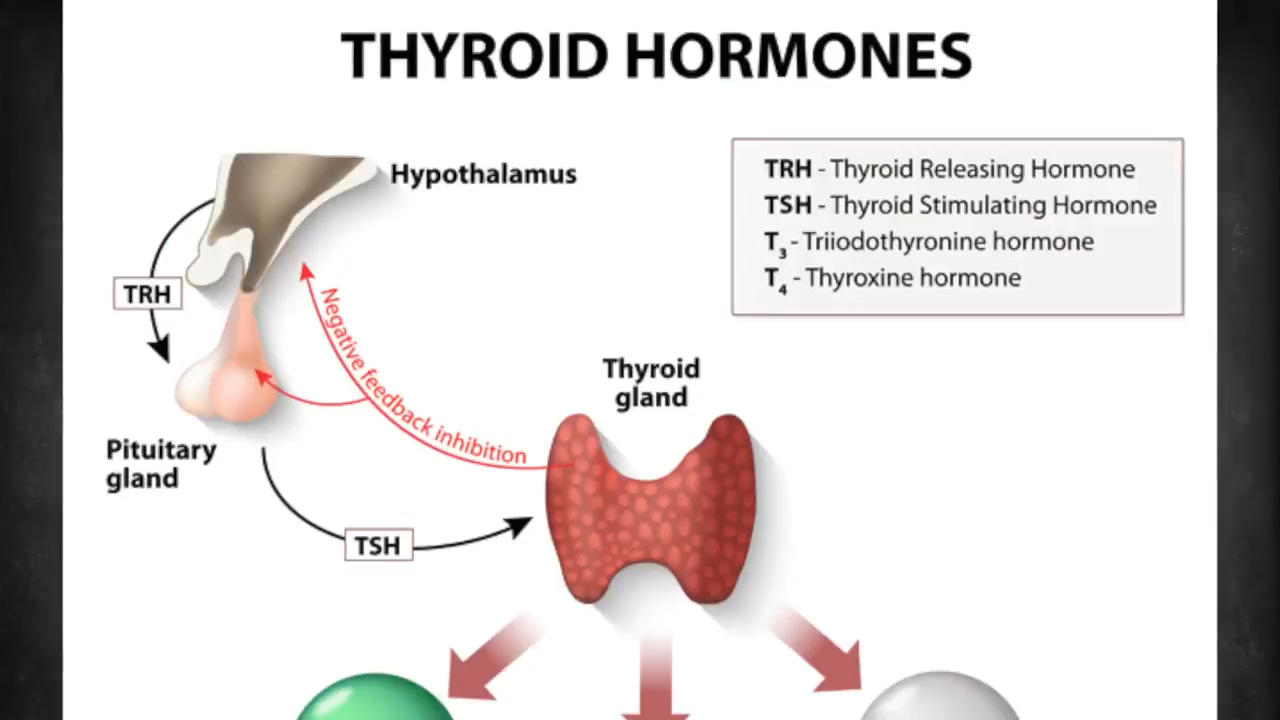 THYROID HORMONES
Hypothalamus
TRH - Thyroid Releasing Hormone
TSH - Thyroid Stimulating Hormone
T3 - Triiodothyronine hormone
T4 - Thyroxine hormone
TRH
Negative feedback inhibition
Thyroid
gland
Pituitary
gland
TSH